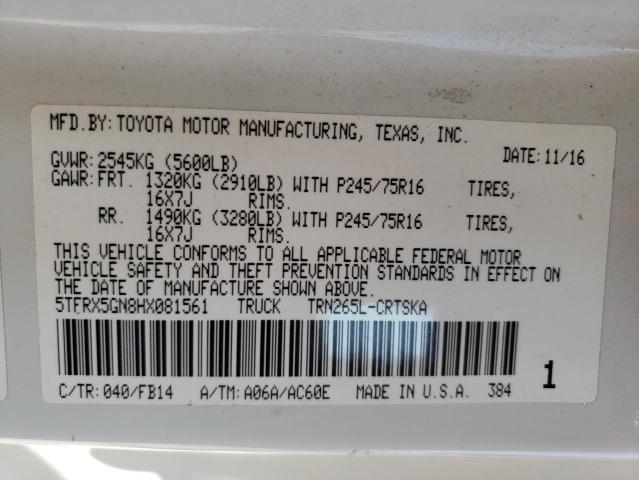 MFD.BY: TOYOTA MOTOR MANUFACTURING, TEXAS, INC.
GVWR: 2545KG (5600LB) DATE: 11/16
GAWR: FRT. 1320KG (2910LB) WITH P245/75R16 TIRES,
16X7J RIMS.
RR. 1490KG (3280LB) WITH P245/75R16 TIRES,
16X7J RIMS.
THIS VEHICLE CONFORMS TO ALL APPLICABLE FEDERAL MOTOR
VEHICLE SAFETY AND THEFT PREVENTION STANDARDS IN EFFECT ON
THE DATE OF MANUFACTURE SHOWN ABOVE.
5TFRX5GN8HX081561 TRUCK TRN265L-CRTSKA
C/TR: 040/FB14 A/TM: A06A/AC60E MADE IN U.S.A. 384 1